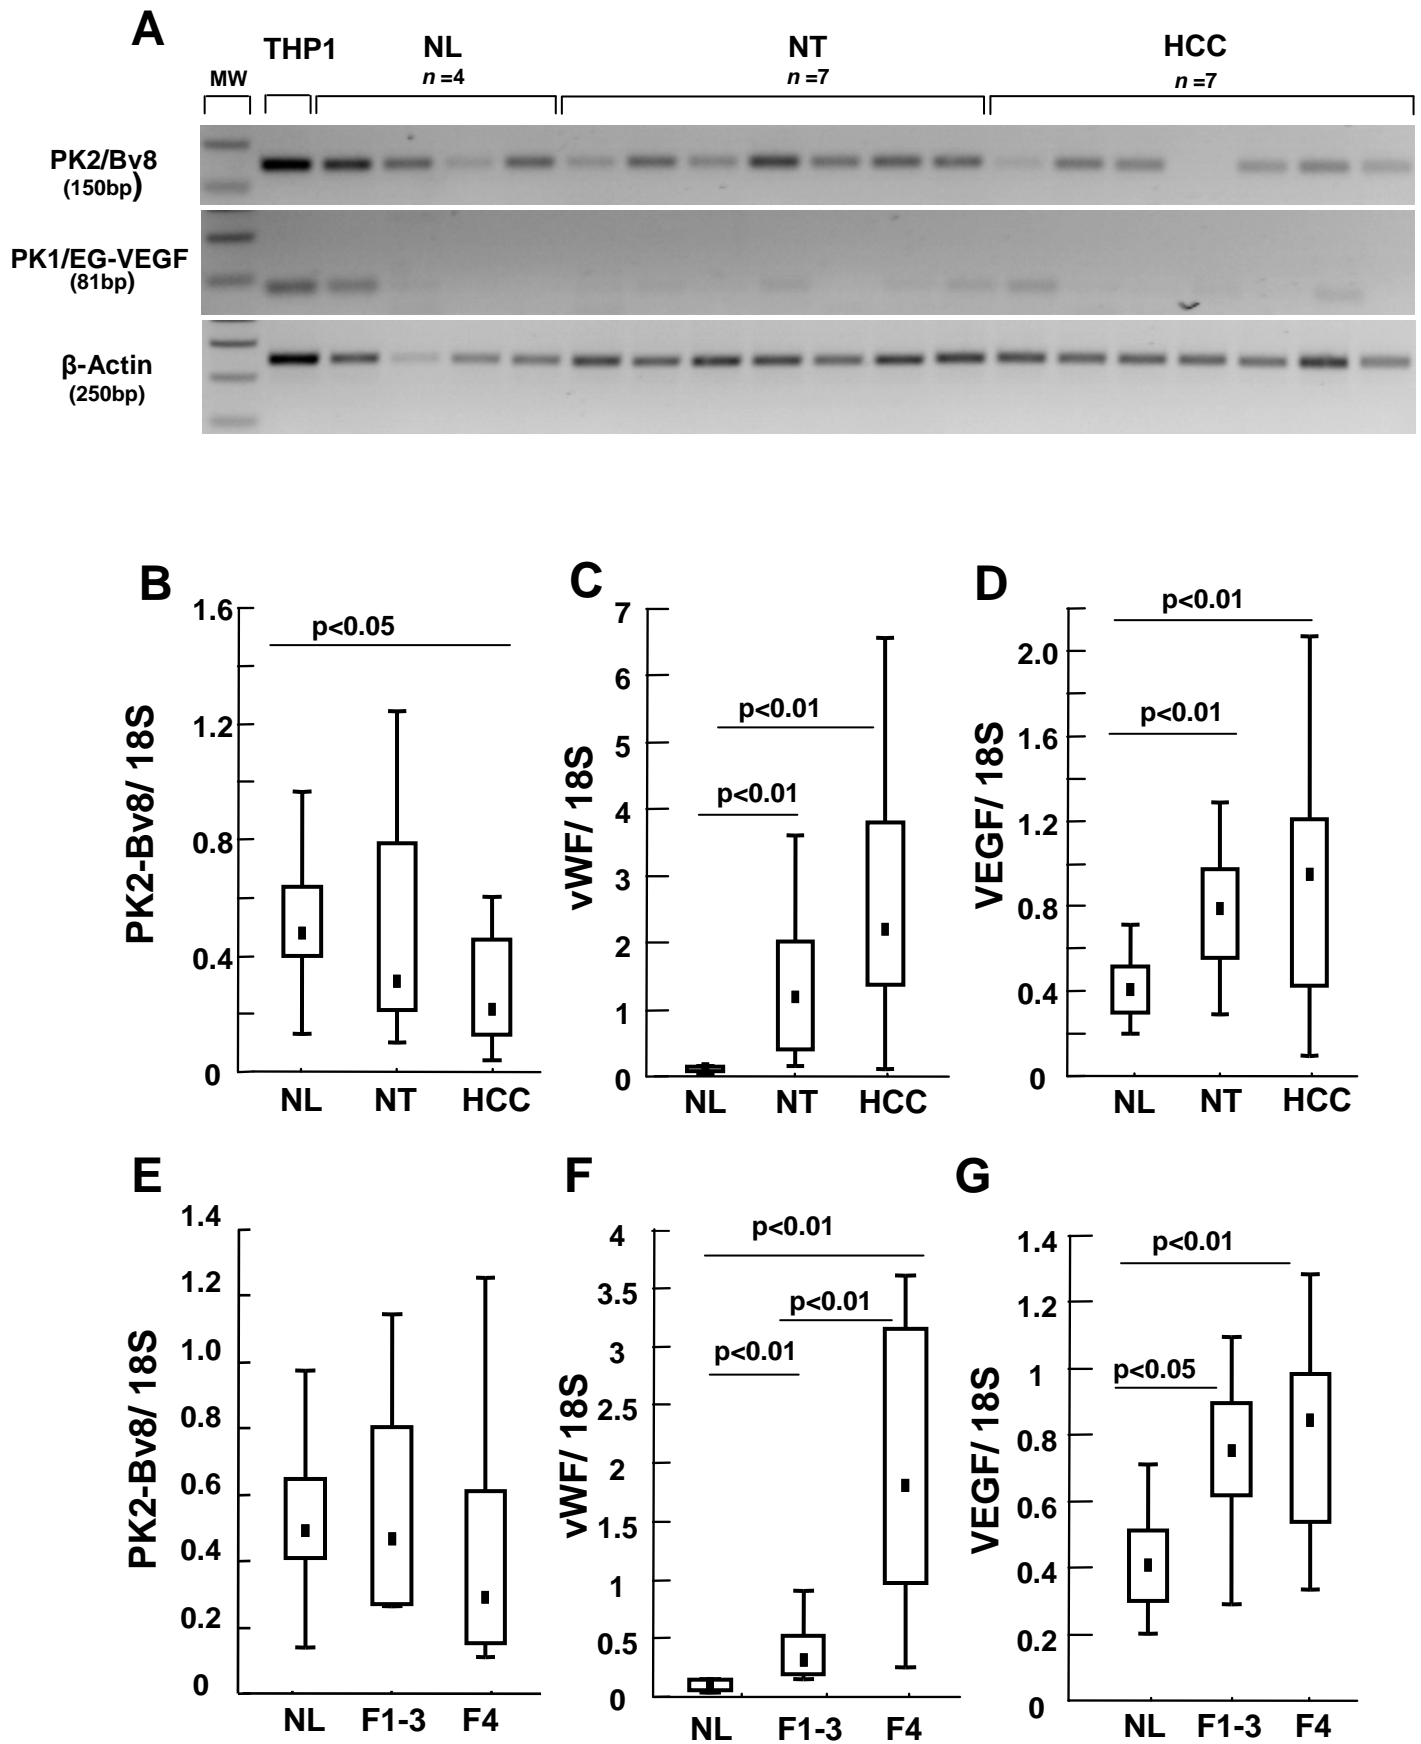 A
THP1 NL NT HCC
MW n =4 n =7 n =7
PK2/Bv8
(150bp)
PK1/EG-VEGF
(81bp)
β-Actin
(250bp)
B
1.6
1.2
0.8
0.4
0
PK2-Bv8/ 18S
p<0.05
NL NT HCC
C
7
6
5
4
3
2
1
0
vWF/ 18S
p<0.01
p<0.01
NL NT HCC
D
2.0
1.6
1.2
0.8
0.4
0
VEGF/ 18S
p<0.01
p<0.01
NL NT HCC
E
1.4
1.2
1.0
0.8
0.6
0.4
0.2
0
PK2-Bv8/ 18S
NL F1-3 F4
F
4
3.5
3
2.5
2
1.5
1
0.5
0
vWF/ 18S
p<0.01
p<0.01
p<0.01
NL F1-3 F4
G
1.4
1.2
1
0.8
0.6
0.4
0.2
0
VEGF/ 18S
p<0.01
p<0.05
NL F1-3 F4